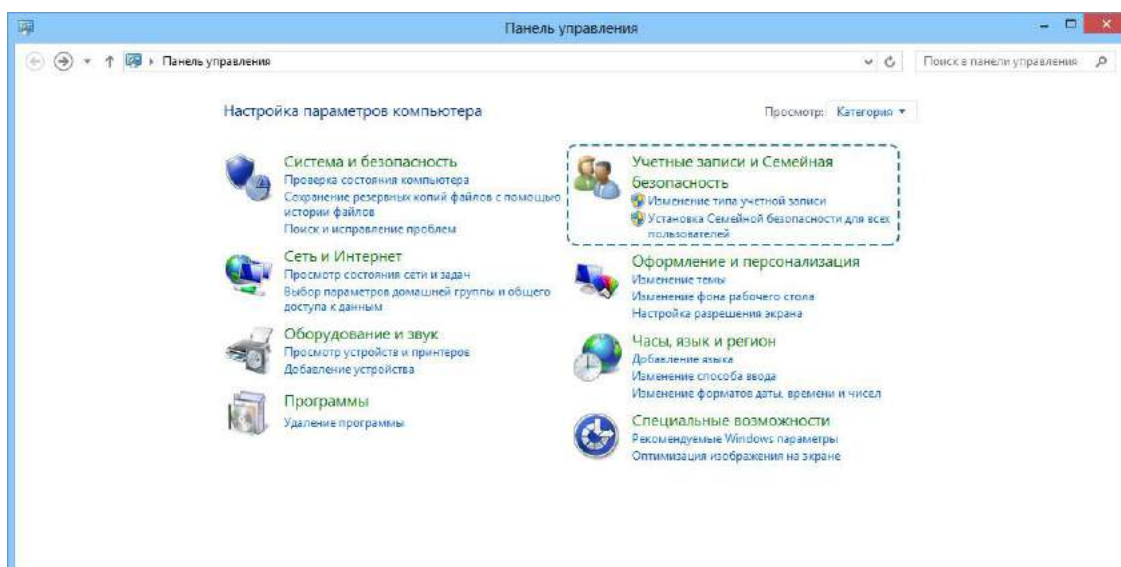 Панель управления
Панель управления
Поиск в панели управления
Настройка параметров компьютера
Просмотр: Категория
Система и безопасность
Проверка состояния компьютера
Сохранение резервных копий файлов с помощью
истории файлов
Поиск и исправление проблем
Сеть и Интернет
Просмотр состояния сети и задач
Выбор параметров домашней группы и общего
доступа к данным
Оборудование и звук
Просмотр устройств и принтеров
Добавление устройства
Программы
Удаление программы
Учетные записи и Семейная
безопасность
Изменение типа учетной записи
Установка Семейной безопасности для всех
пользователей
Оформление и персонализация
Изменение темы
Изменение фона рабочего стола
Настройка разрешения экрана
Часы, язык и регион
Добавление языка
Изменение способа ввода
Изменение форматов даты, времени и чисел
Специальные возможности
Рекомендуемые Windows параметры
Оптимизация изображения на экране